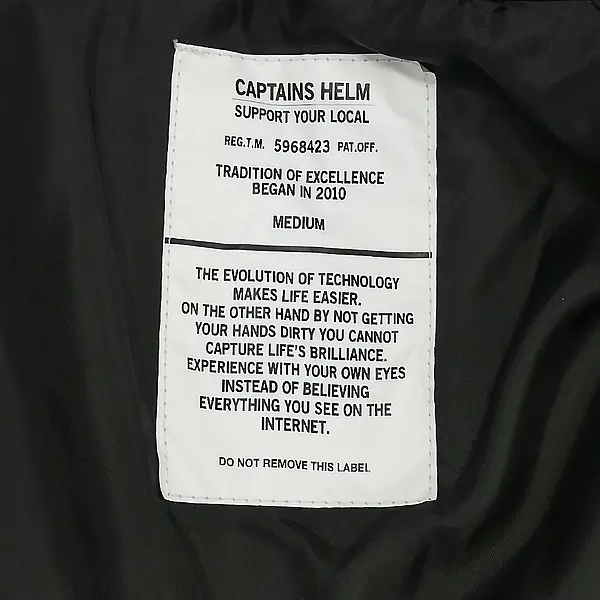 CAPTAINS HELM
SUPPORT YOUR LOCAL
REG.T.M. 5968423 PAT.OFF.
TRADITION OF EXCELLENCE
BEGAN IN 2010
MEDIUM
THE EVOLUTION OF TECHNOLOGY
MAKES LIFE EASIER.
ON THE OTHER HAND BY NOT GETTING
YOUR HANDS DIRTY YOU CANNOT
CAPTURE LIFE'S BRILLIANCE.
EXPERIENCE WITH YOUR OWN EYES
INSTEAD OF BELIEVING
EVERYTHING YOU SEE ON THE
INTERNET.
DO NOT REMOVE THIS LABEL